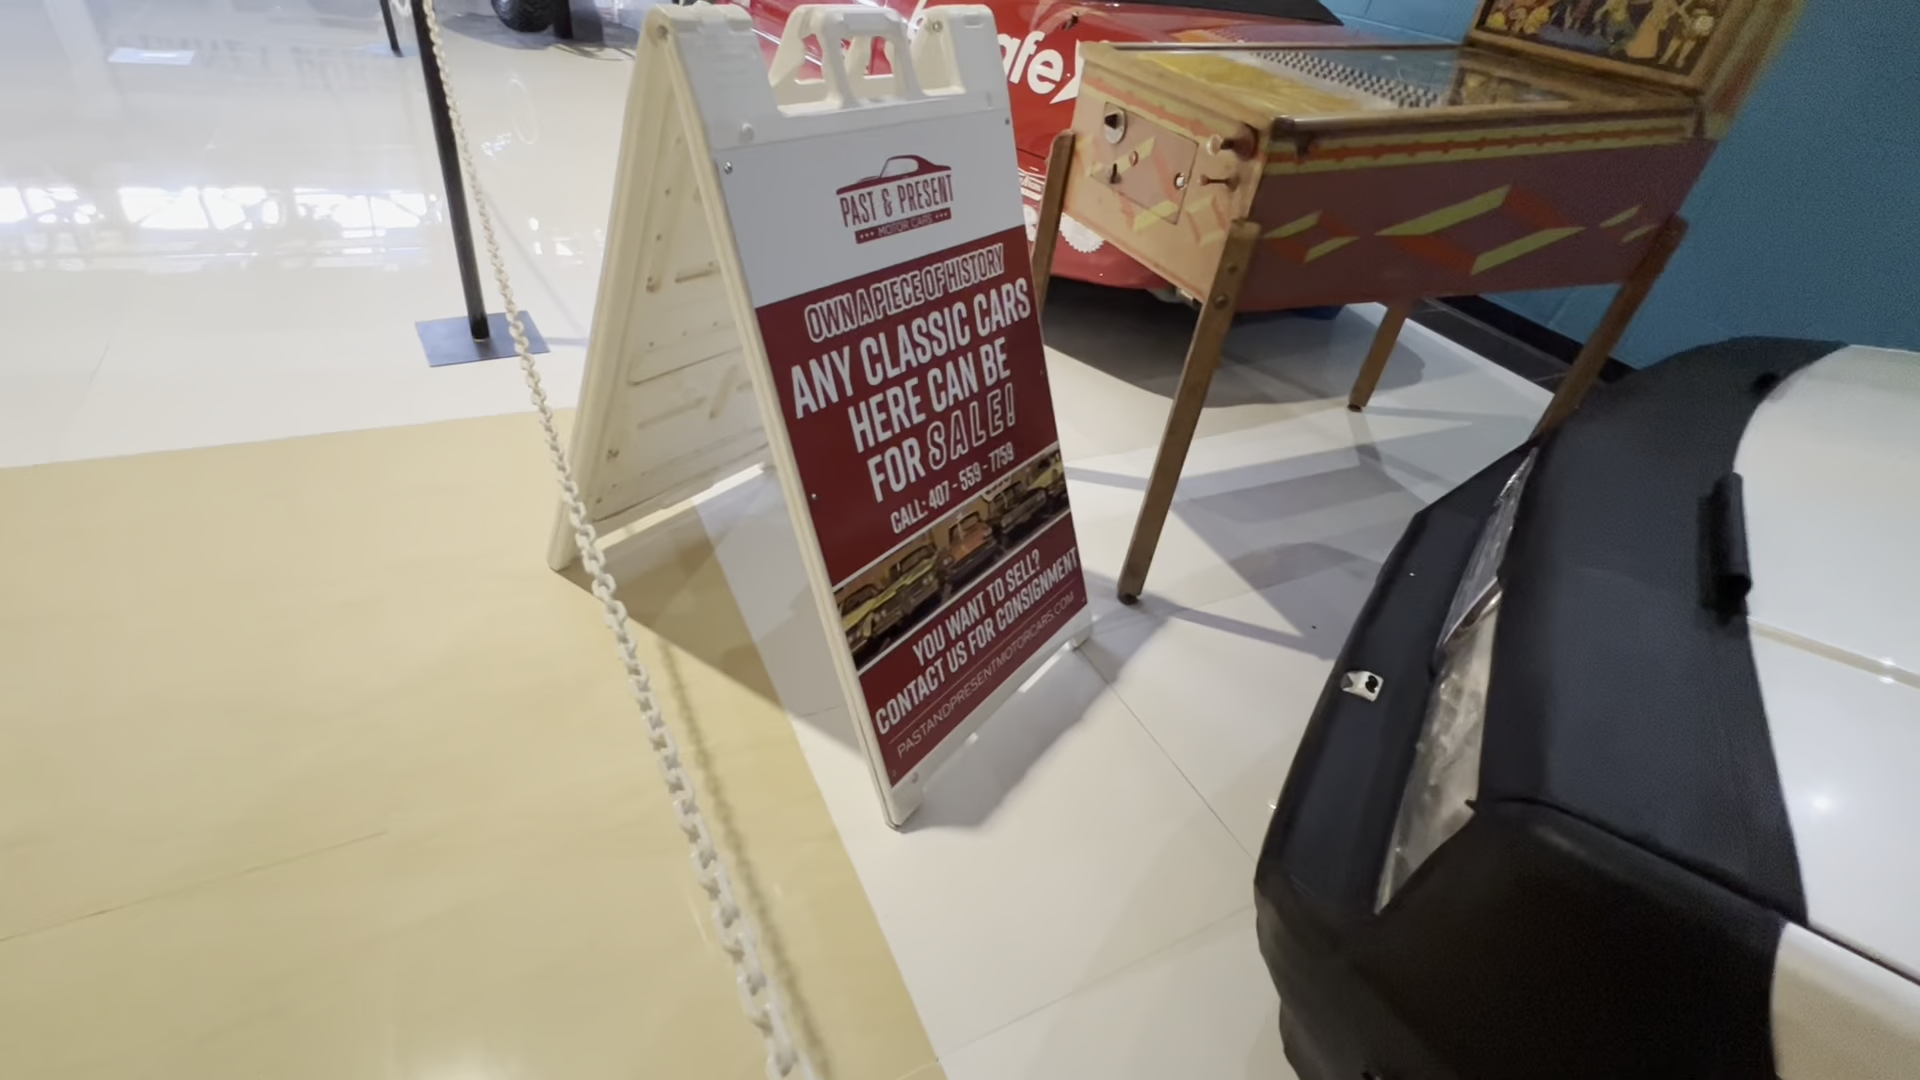 PAST & PRESENT
••• MOTOR CARS •••
OWN A PIECE OF HISTORY
ANY CLASSIC CARS
HERE CAN BE
FOR SALE!
CALL: 407 - 559 - 7759
YOU WANT TO SELL?
CONTACT US FOR CONSIGNMENT
PASTANDPRESENTMOTORCARS.COM